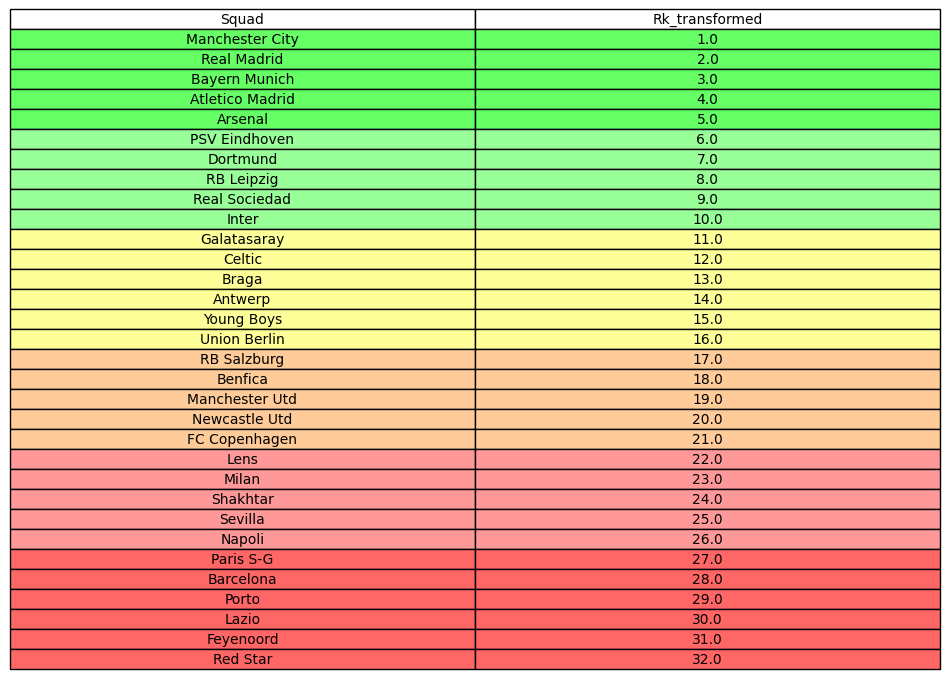 Squad Rk_transformed
Manchester City 1.0
Real Madrid 2.0
Bayern Munich 3.0
Atletico Madrid 4.0
Arsenal 5.0
PSV Eindhoven 6.0
Dortmund 7.0
RB Leipzig 8.0
Real Sociedad 9.0
Inter 10.0
Galatasaray 11.0
Celtic 12.0
Braga 13.0
Antwerp 14.0
Young Boys 15.0
Union Berlin 16.0
RB Salzburg 17.0
Benfica 18.0
Manchester Utd 19.0
Newcastle Utd 20.0
FC Copenhagen 21.0
Lens 22.0
Milan 23.0
Shakhtar 24.0
Sevilla 25.0
Napoli 26.0
Paris S-G 27.0
Barcelona 28.0
Porto 29.0
Lazio 30.0
Feyenoord 31.0
Red Star 32.0